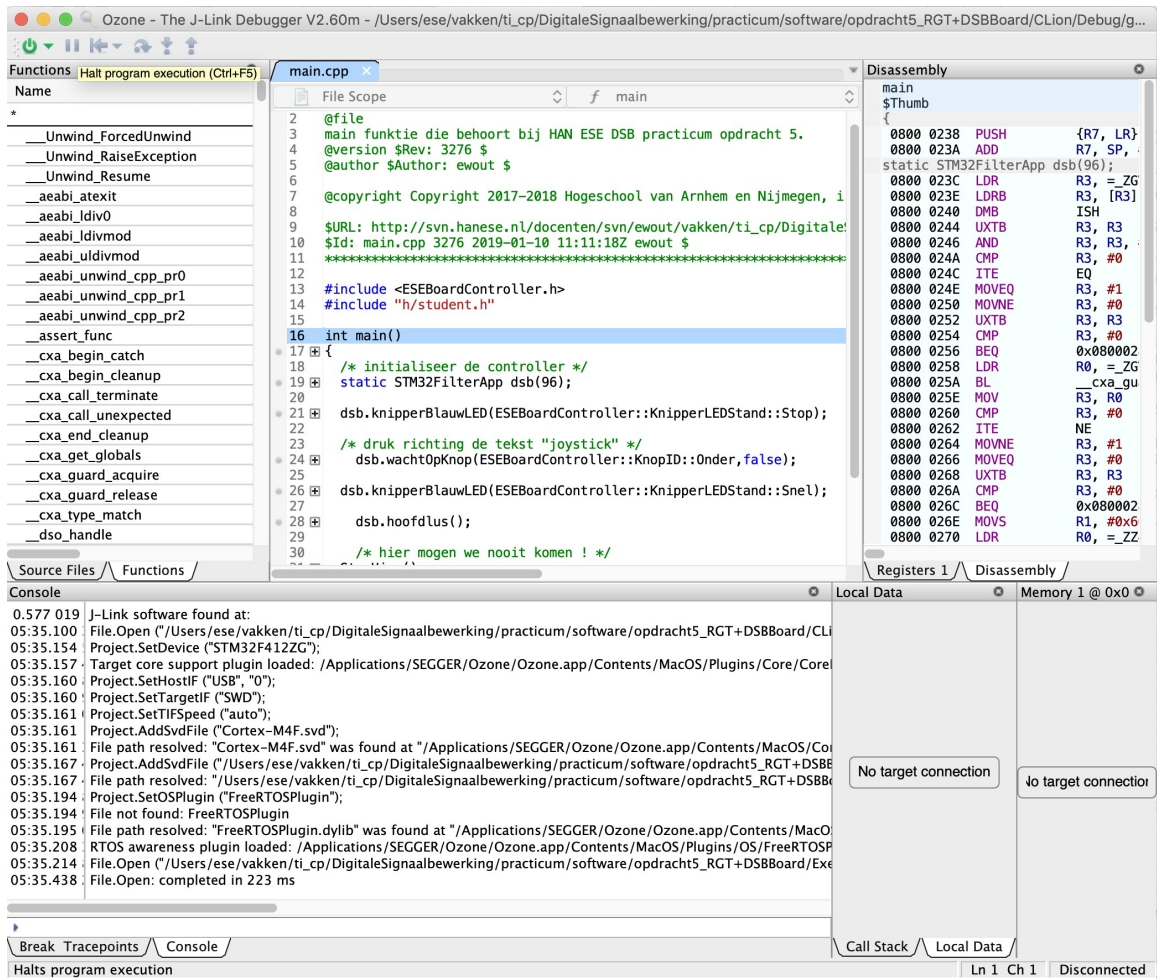 Ozone - The J-Link Debugger V2.60m - /Users/ese/vakken/ti_cp/DigitaleSignaalbewerking/practicum/software/opdracht5_RGT+DSBBoard/CLion/Debug/g...
Functions
Halt program execution (Ctrl+F5)
Name
*
___Unwind_ForcedUnwind
___Unwind_RaiseException
___Unwind_Resume
__aeabi_atexit
__aeabi_ldiv0
__aeabi_ldivmod
__aeabi_uldivmod
__aeabi_unwind_cpp_pr0
__aeabi_unwind_cpp_pr1
__aeabi_unwind_cpp_pr2
__assert_func
__cxa_begin_catch
__cxa_begin_cleanup
__cxa_call_terminate
__cxa_call_unexpected
__cxa_end_cleanup
__cxa_get_globals
__cxa_guard_acquire
__cxa_guard_release
__cxa_type_match
__dso_handle
Source Files Functions
main.cpp
File Scope f main
2 @file
3 main funktie die behoort bij HAN ESE DSB practicum opdracht 5.
4 @version $Rev: 3276 $
5 @author $Author: ewout $
6
7 @copyright Copyright 2017-2018 Hogeschool van Arnhem en Nijmegen, i
8
9 $URL: http://svn.hanese.nl/docenten/svn/ewout/vakken/ti_cp/Digitale
10 $Id: main.cpp 3276 2019-01-10 11:11:18Z ewout $
11 *******************************************************************
12
13 #include <ESEBoardController.h>
14 #include "h/student.h"
15
16 int main()
17 {
18 /* initialiseer de controller */
19 static STM32FilterApp dsb(96);
20
21 dsb.knipperBlauwLED(ESEBoardController::KnipperLEDStand::Stop);
22
23 /* druk richting de tekst "joystick" */
24 dsb.wachtOpKnop(ESEBoardController::KnopID::Onder,false);
25
26 dsb.knipperBlauwLED(ESEBoardController::KnipperLEDStand::Snel);
27
28 dsb.hoofdlus();
29
30 /* hier mogen we nooit komen ! */
Disassembly
main
$Thumb
{
0800 0238 PUSH {R7, LR}
0800 023A ADD R7, SP,
static STM32FilterApp dsb(96);
0800 023C LDR R3, =_ZG
0800 023E LDRB R3, [R3]
0800 0240 DMB ISH
0800 0244 UXTB R3, R3
0800 0246 AND R3, R3,
0800 024A CMP R3, #0
0800 024C ITE EQ
0800 024E MOVEQ R3, #1
0800 0250 MOVNE R3, #0
0800 0252 UXTB R3, R3
0800 0254 CMP R3, #0
0800 0256 BEQ 0x080002
0800 0258 LDR R0, =_ZG
0800 025A BL __cxa_gu
0800 025E MOV R3, R0
0800 0260 CMP R3, #0
0800 0262 ITE NE
0800 0264 MOVNE R3, #1
0800 0266 MOVEQ R3, #0
0800 0268 UXTB R3, R3
0800 026A CMP R3, #0
0800 026C BEQ 0x080002
0800 026E MOVS R1, #0x6
0800 0270 LDR R0, =_ZZ
Registers 1 Disassembly
Console
0.577 019 J-Link software found at:
05:35.100 File.Open ("/Users/ese/vakken/ti_cp/DigitaleSignaalbewerking/practicum/software/opdracht5_RGT+DSBBoard/CLi
05:35.154 Project.SetDevice ("STM32F412ZG");
05:35.157 Target core support plugin loaded: /Applications/SEGGER/Ozone/Ozone.app/Contents/MacOS/Plugins/Core/Core
05:35.160 Project.SetHostIF ("USB", "0");
05:35.160 Project.SetTargetIF ("SWD");
05:35.161 Project.SetTIFSpeed ("auto");
05:35.161 Project.AddSvdFile ("Cortex-M4F.svd");
05:35.161 File path resolved: "Cortex-M4F.svd" was found at "/Applications/SEGGER/Ozone/Ozone.app/Contents/MacOS/Co
05:35.167 Project.AddSvdFile ("/Users/ese/vakken/ti_cp/DigitaleSignaalbewerking/practicum/software/opdracht5_RGT+DSB
05:35.167 File path resolved: "/Users/ese/vakken/ti_cp/DigitaleSignaalbewerking/practicum/software/opdracht5_RGT+DSBB
05:35.194 Project.SetOSPlugin ("FreeRTOSPlugin");
05:35.194 File not found: FreeRTOSPlugin
05:35.195 File path resolved: "FreeRTOSPlugin.dylib" was found at "/Applications/SEGGER/Ozone/Ozone.app/Contents/MacO
05:35.208 RTOS awareness plugin loaded: /Applications/SEGGER/Ozone/Ozone.app/Contents/MacOS/Plugins/OS/FreeRTOSP
05:35.214 File.Open ("/Users/ese/vakken/ti_cp/DigitaleSignaalbewerking/practicum/software/opdracht5_RGT+DSBBoard/Exe
05:35.438 File.Open: completed in 223 ms
Break Tracepoints Console
Local Data
No target connection
Call Stack Local Data
Memory 1 @ 0x0
No target connection
Halts program execution
Ln 1 Ch 1 Disconnected